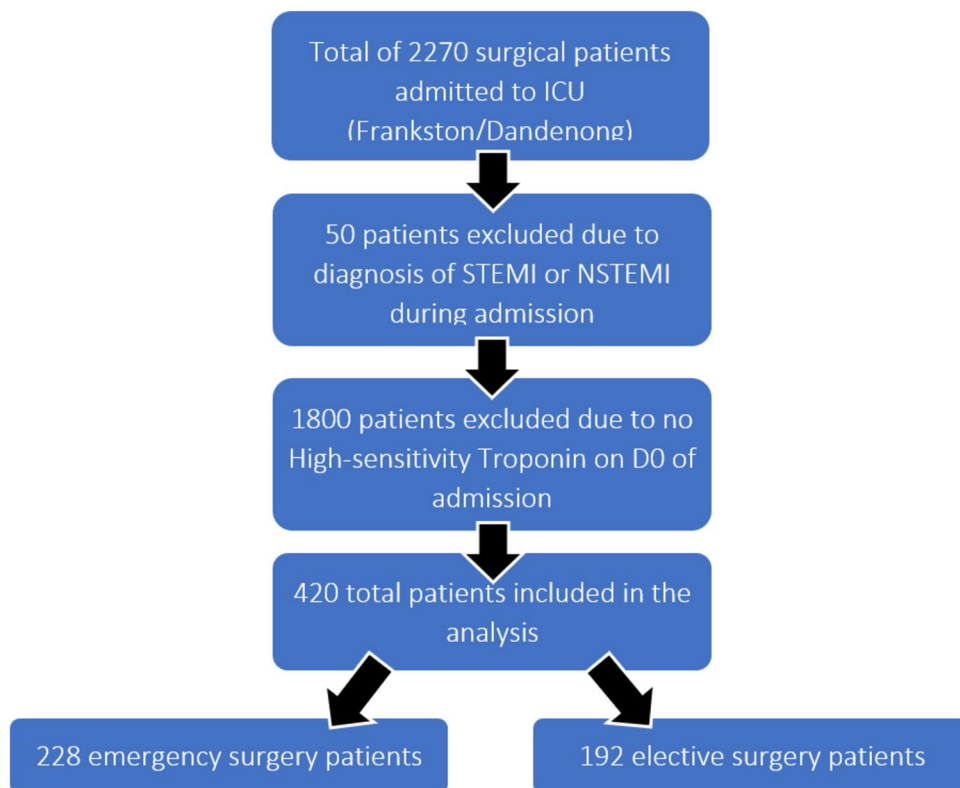 Total of 2270 surgical patients
admitted to ICU
(Frankston/Dandenong)
50 patients excluded due to
diagnosis of STEMI or NSTEMI
during admission
1800 patients excluded due to no
High-sensitivity Troponin on D0 of
admission
420 total patients included in the
analysis
228 emergency surgery patients
192 elective surgery patients